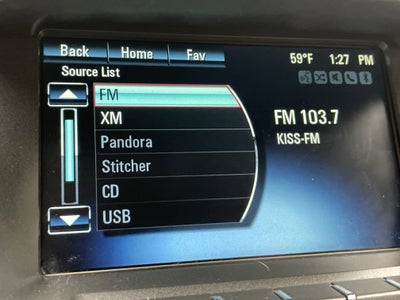 Back Home Fav 59°F 1:27 PM
Source List
FM
XM
Pandora
Stitcher
CD
USB
FM 103.7
KISS-FM